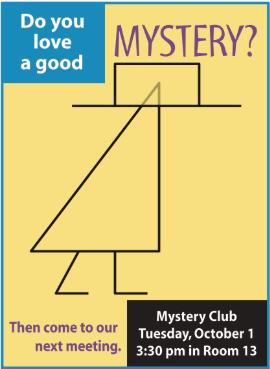 Do you
love
a good
MYSTERY?
Then come to our
next meeting.
Mystery Club
Tuesday, October 1
3:30 pm in Room 13